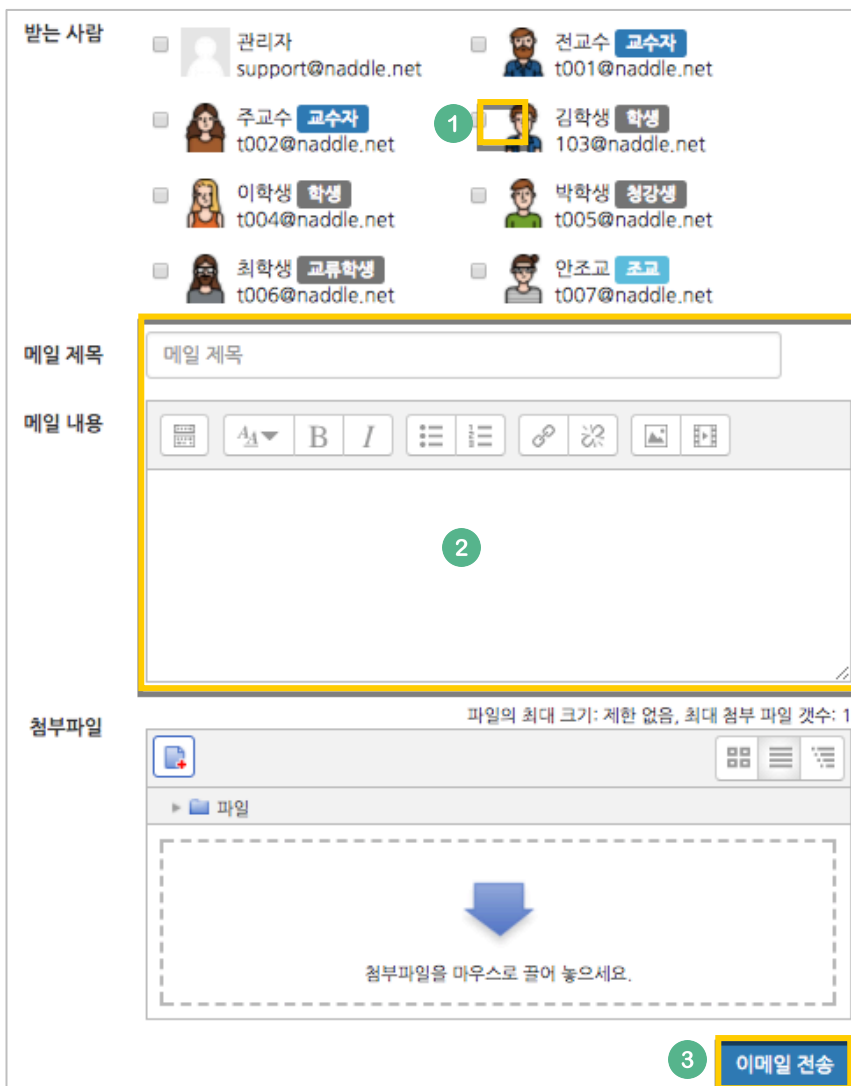 받는 사람
관리자
support@naddle.net
전교수 교수자
t001@naddle.net
주교수 교수자
t002@naddle.net
1
김학생 학생
103@naddle.net
이학생 학생
t004@naddle.net
박학생 청강생
t005@naddle.net
최학생 교류학생
t006@naddle.net
안조교 조교
t007@naddle.net
메일 제목
메일 제목
메일 내용
B I
2
첨부파일
파일의 최대 크기: 제한 없음, 최대 첨부 파일 갯수: 1
파일
첨부파일을 마우스로 끌어 놓으세요.
3
이메일 전송